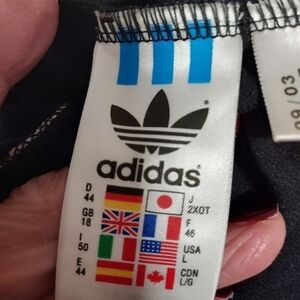 adidas
D
44
J
2XOT
GB
18
F
46
I
50
USA
L
E
44
CDN
L/G
09/03